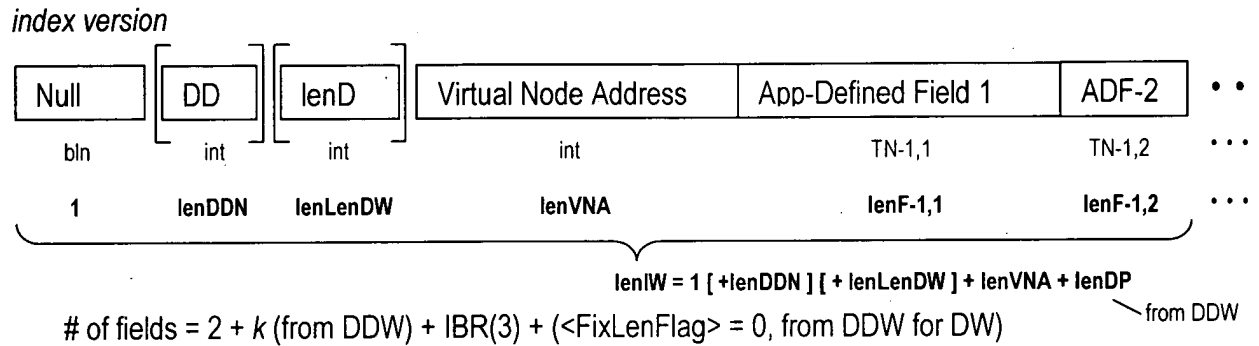 index version
Null DD lenD Virtual Node Address App-Defined Field 1 ADF-2 • •
bln int int int TN-1,1 TN-1,2 • • •
1 lenDDN lenLenDW lenVNA lenF-1,1 lenF-1,2 • • •
lenIW = 1 [ +lenDDN ] [ + lenLenDW ] + lenVNA + lenDP
from DDW
# of fields = 2 + k (from DDW) + IBR(3) + (<FixLenFlag> = 0, from DDW for DW)